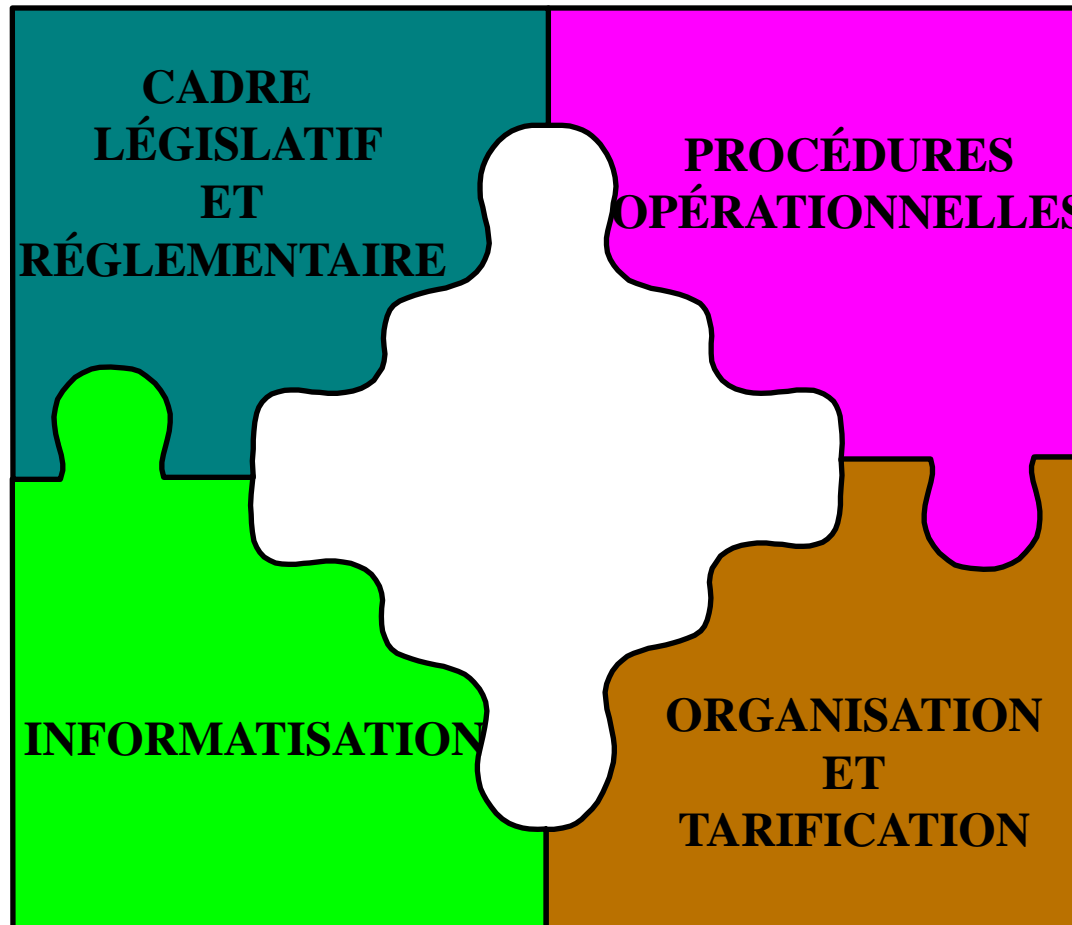 CADRE
LÉGISLATIF
ET
RÉGLEMENTAIRE
PROCÉDURES
OPÉRATIONNELLES
INFORMATISATION
ORGANISATION
ET
TARIFICATION